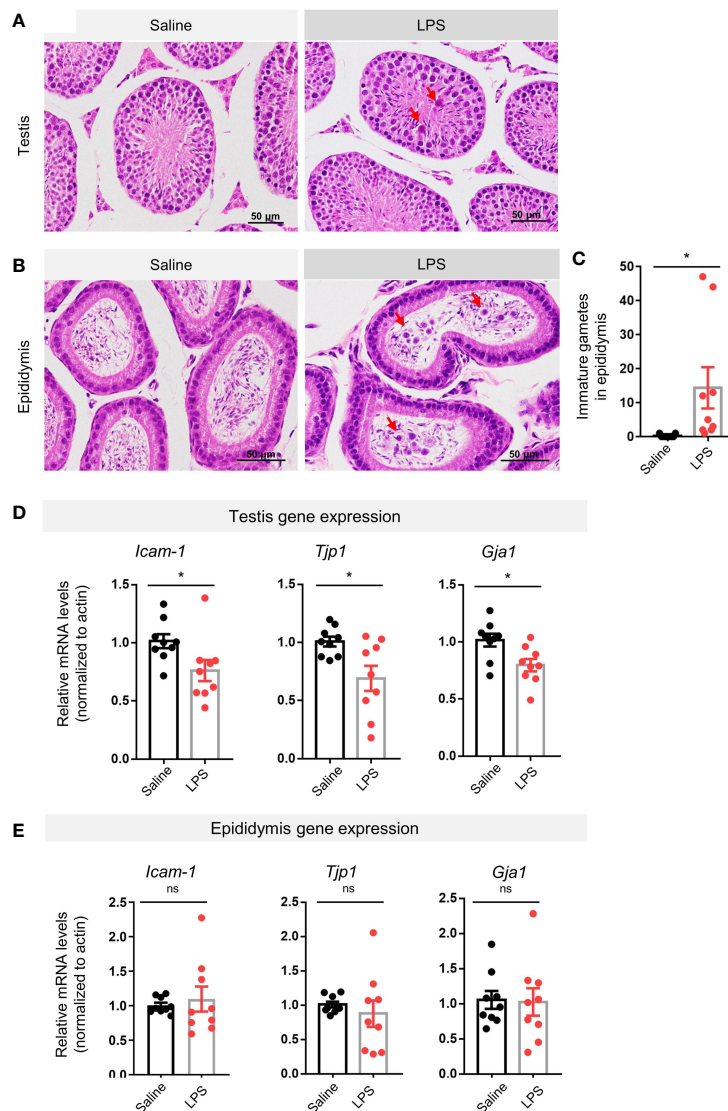 A
Saline
LPS
Testis
50 µm
50 µm
B
Saline
LPS
Epididymis
50 µm
50 µm
C
*
Immature gametes
in epididymis
50
40
30
20
10
0
Saline
LPS
D
Testis gene expression
Icam-1
Tjp1
Gja1
*
*
*
Relative mRNA levels
(normalized to actin)
1.5
1.0
0.5
0.0
Saline
LPS
1.5
1.0
0.5
0.0
Saline
LPS
1.5
1.0
0.5
0.0
Saline
LPS
E
Epididymis gene expression
Icam-1
Tjp1
Gja1
ns
ns
ns
Relative mRNA levels
(normalized to actin)
2.5
2.0
1.5
1.0
0.5
0.0
Saline
LPS
2.5
2.0
1.5
1.0
0.5
0.0
Saline
LPS
2.5
2.0
1.5
1.0
0.5
0.0
Saline
LPS